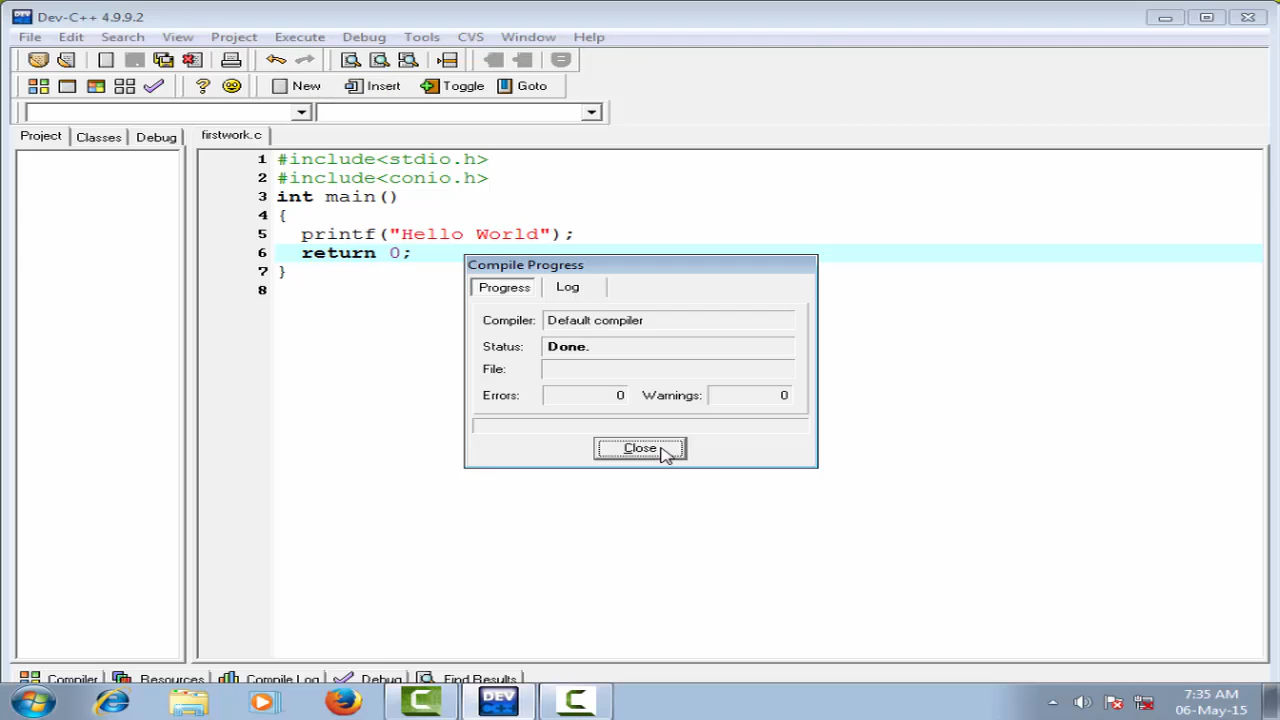 Dev-C++ 4.9.9.2
File Edit Search View Project Execute Debug Tools CVS Window Help
New Insert Toggle Goto
Project Classes Debug firstwork.c
1 #include<stdio.h>
2 #include<conio.h>
3 int main()
4 {
5 printf("Hello World");
6 return 0;
7 }
8
Compile Progress
Progress Log
Compiler: Default compiler
Status: Done.
File:
Errors: 0 Warnings: 0
Close
Compiler Resources Compile Log Debug Find Results
DEV C++
7:35 AM
06-May-15